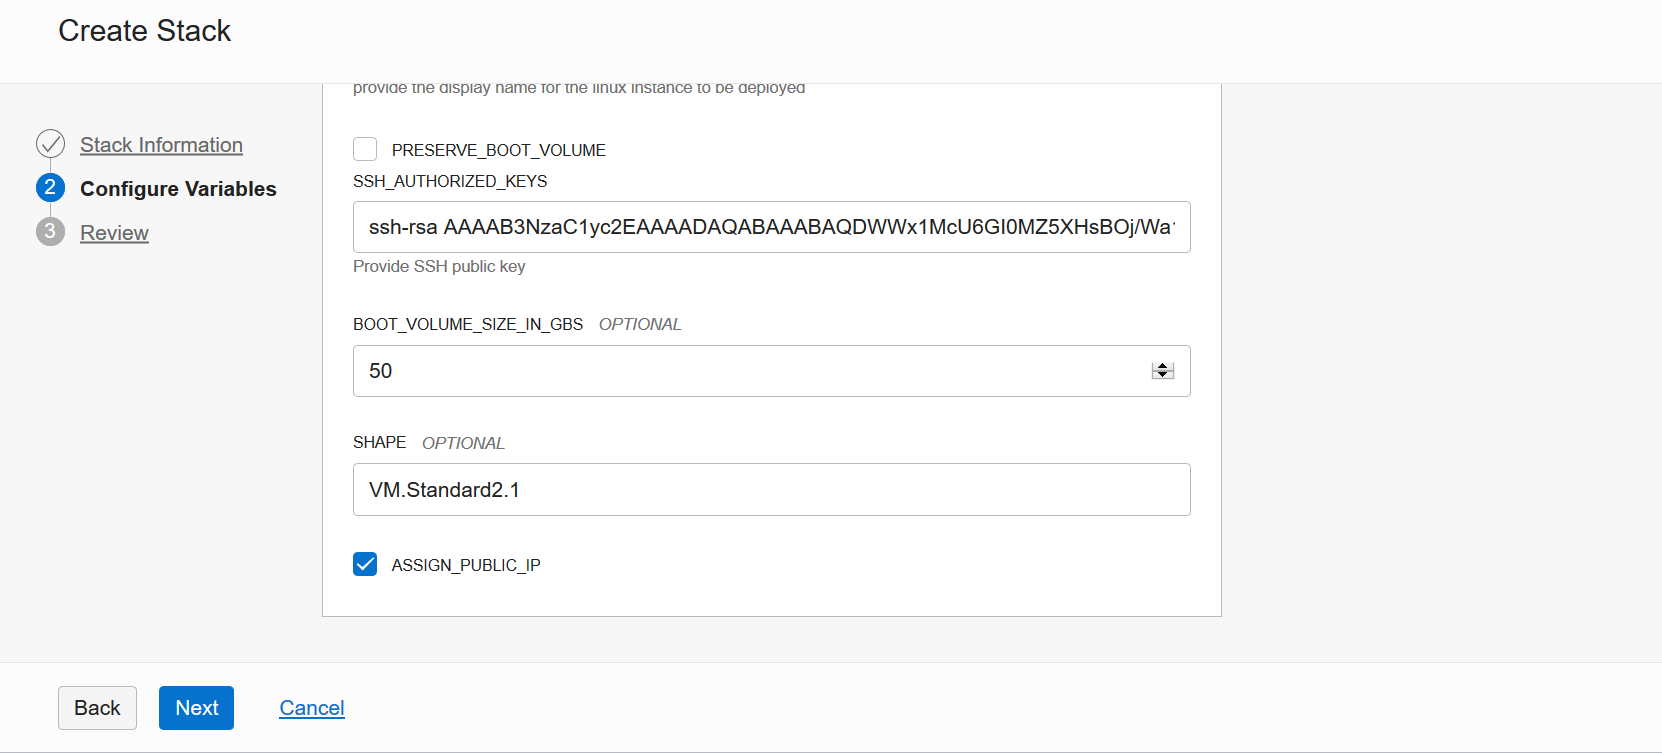 Create Stack
provide the display name for the linux instance to be deployed
Stack Information
2 Configure Variables
3 Review
PRESERVE_BOOT_VOLUME
SSH_AUTHORIZED_KEYS
ssh-rsa AAAAB3NzaC1yc2EAAAADAQABAAABAQDWWx1McU6GI0MZ5XHsBOj/Wa
Provide SSH public key
BOOT_VOLUME_SIZE_IN_GBS OPTIONAL
50
SHAPE OPTIONAL
VM.Standard2.1
ASSIGN_PUBLIC_IP
Back Next Cancel